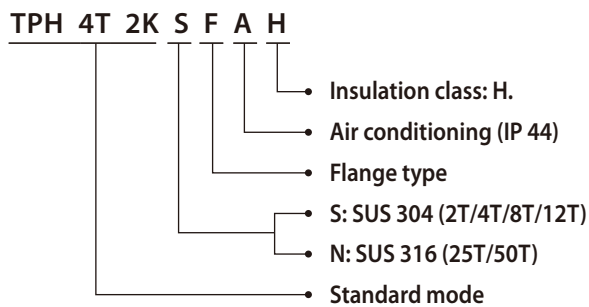 TPH 4T 2K S F A H
Insulation class: H.
Air conditioning (IP 44)
Flange type
S: SUS 304 (2T/4T/8T/12T)
N: SUS 316 (25T/50T)
Standard mode